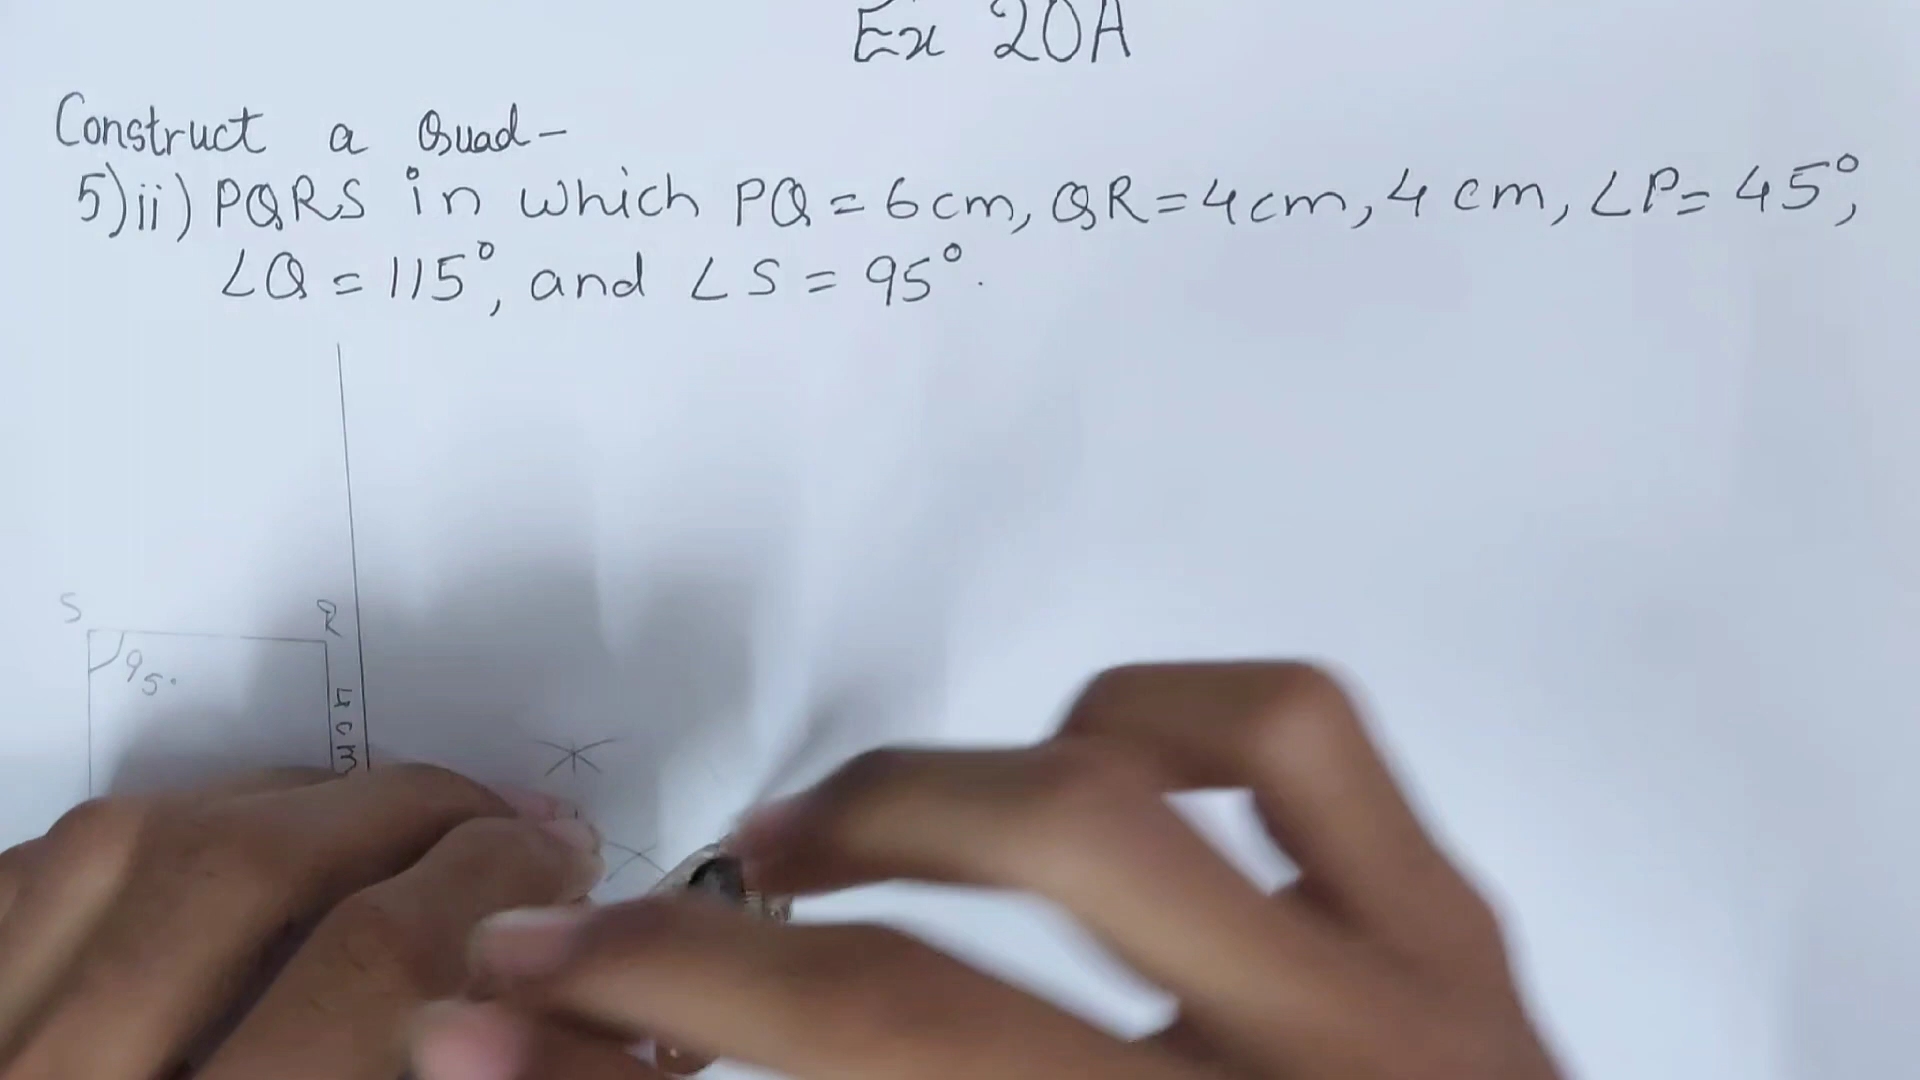 Ex 20A
Construct a Quad-
5)ii) PQRS in which PQ = 6cm, QR = 4cm, 4 cm, ∠P = 45°,
∠Q = 115°, and ∠S = 95°.
S
R
95°
4cm